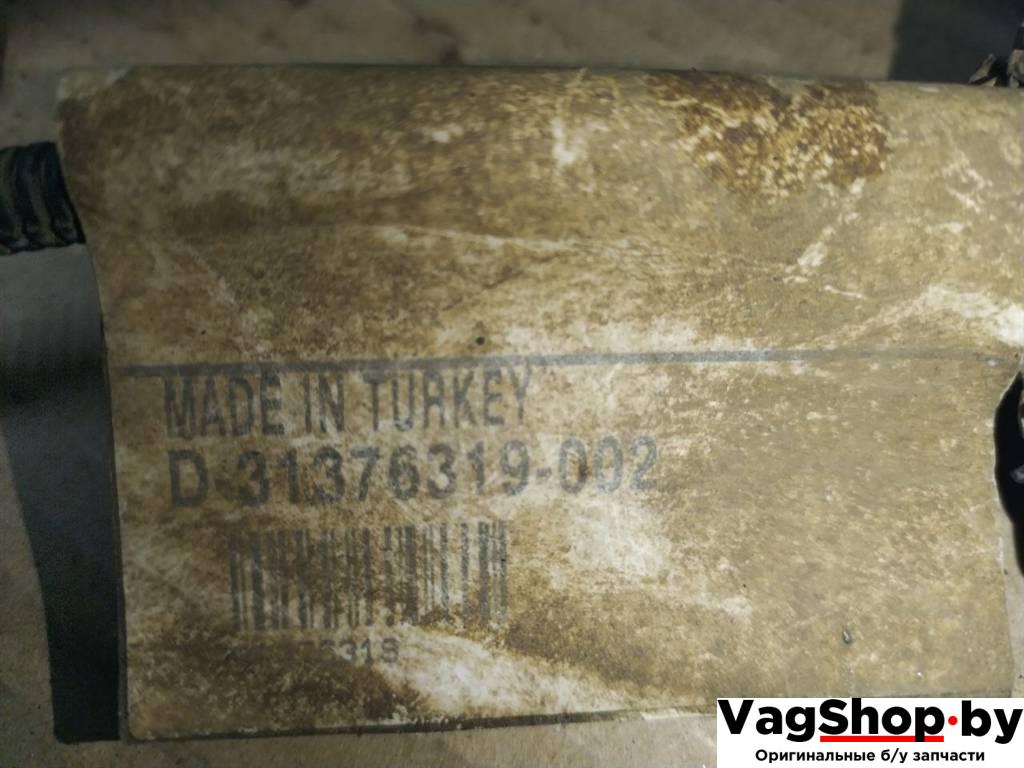 MADE IN TURKEY
D-31376319-002
VagShop.by
Оригинальные б/у запчасти